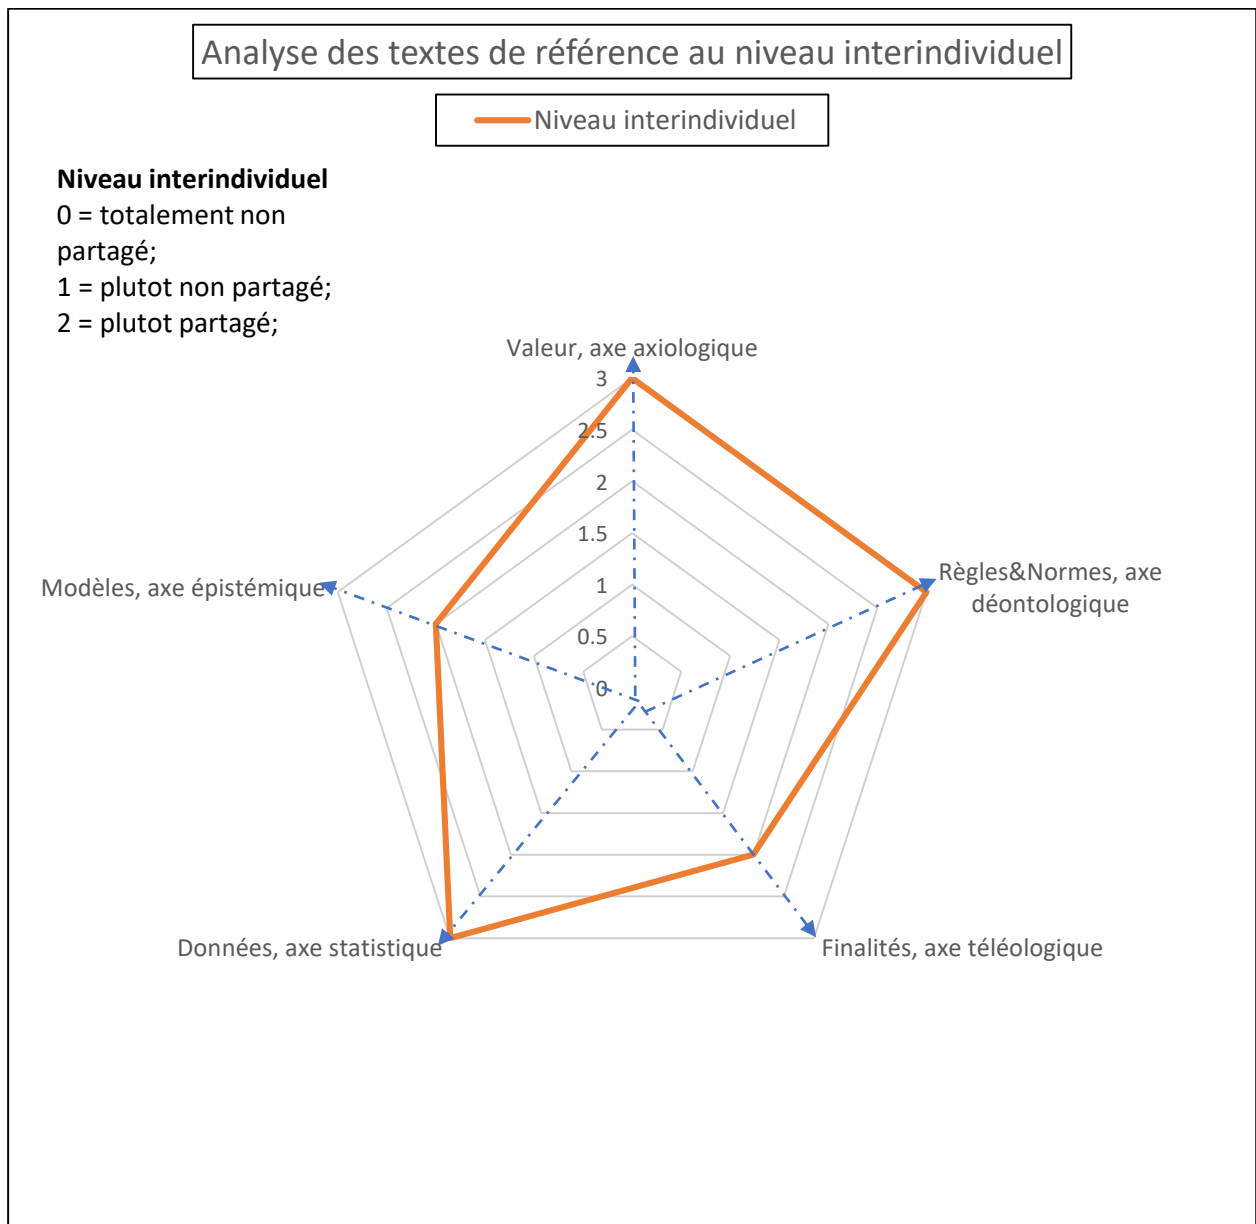 Analyse des textes de référence au niveau interindividuel
Niveau interindividuel
Niveau interindividuel
0 = totalement non
partagé;
1 = plutot non partagé;
2 = plutot partagé;
Valeur, axe axiologique
3
2.5
2
1.5
1
0.5
0
Règles&Normes, axe
déontologique
Modèles, axe épistémique
Données, axe statistique
Finalités, axe téléologique